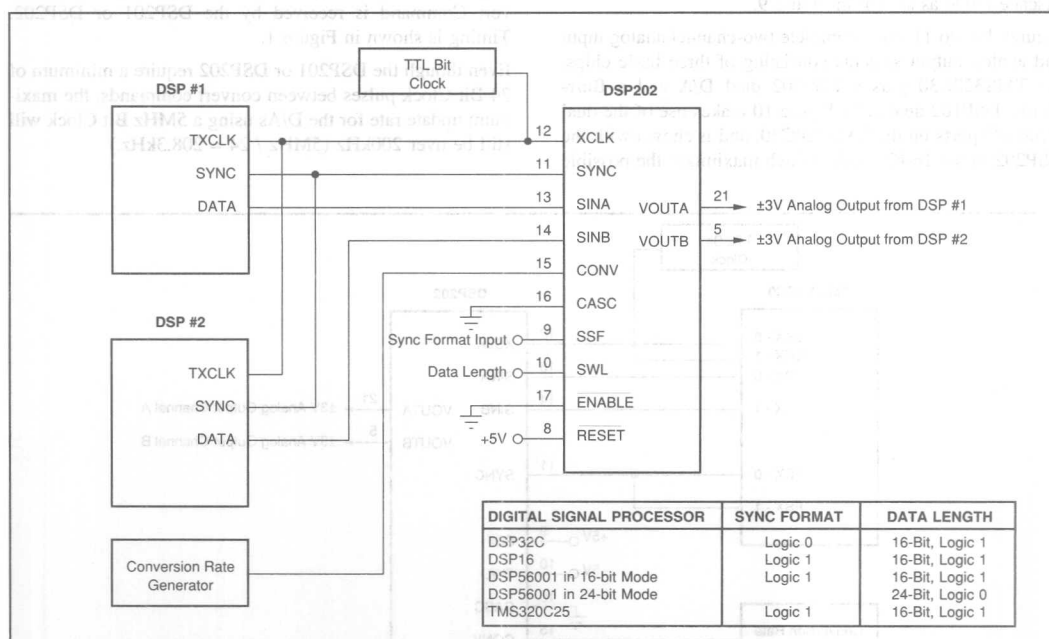 DSP #1
TXCLK
SYNC
DATA
TTL Bit
Clock
DSP202
12 XCLK
11 SYNC
13 SINA
14 SINB
15 CONV
16 CASC
Sync Format Input 9 SSF
Data Length 10 SWL
17 ENABLE
+5V 8 RESET
VOUTA 21 ±3V Analog Output from DSP #1
VOUTB 5 ±3V Analog Output from DSP #2
DSP #2
TXCLK
SYNC
DATA
Conversion Rate
Generator
DIGITAL SIGNAL PROCESSOR SYNC FORMAT DATA LENGTH
DSP32C Logic 0 16-Bit, Logic 1
DSP16 Logic 1 16-Bit, Logic 1
DSP56001 in 16-bit Mode Logic 1 16-Bit, Logic 1
DSP56001 in 24-bit Mode 24-Bit, Logic 0
TMS320C25 Logic 1 16-Bit, Logic 1